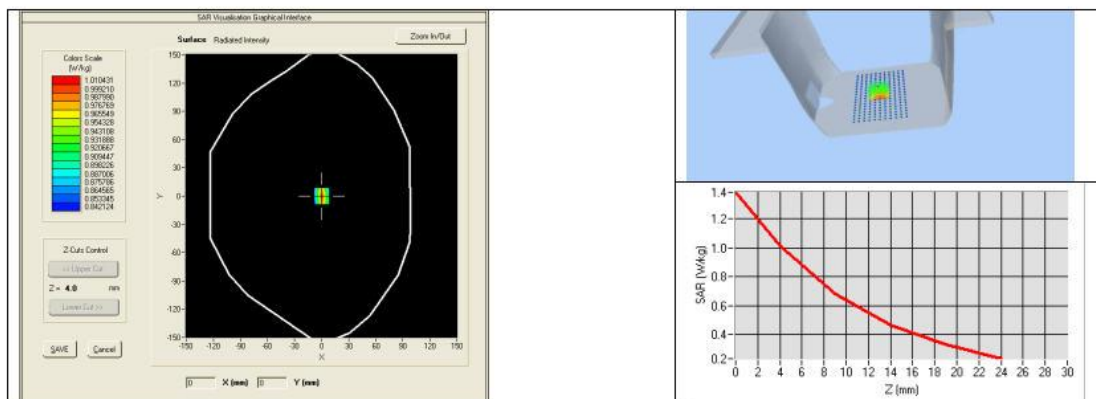 SAR Visualisation Graphical Interface
Surface Radiated Intensity
Zoom In/Out
Colors Scale
(W/kg)
1.010431
0.999210
0.987990
0.976769
0.965549
0.954328
0.943108
0.931888
0.920667
0.909447
0.898226
0.887006
0.875786
0.864565
0.853345
0.842124
Z-Cuts Control
<< Upper Cut
Z = 4.0 mm
Lower Cut >>
SAVE Cancel
150-
120-
90-
60-
30-
0-
-30-
-60-
-90-
-120-
-150-
Y
-150 -120 -90 -60 -30 0 30 60 90 120 150
X
0 X (mm) 0 Y (mm)
1.4
1.2
1.0
0.8
0.6
0.4
0.2
SAR (W/kg)
0 2 4 6 8 10 12 14 16 18 20 22 24 26 28 30
Z (mm)